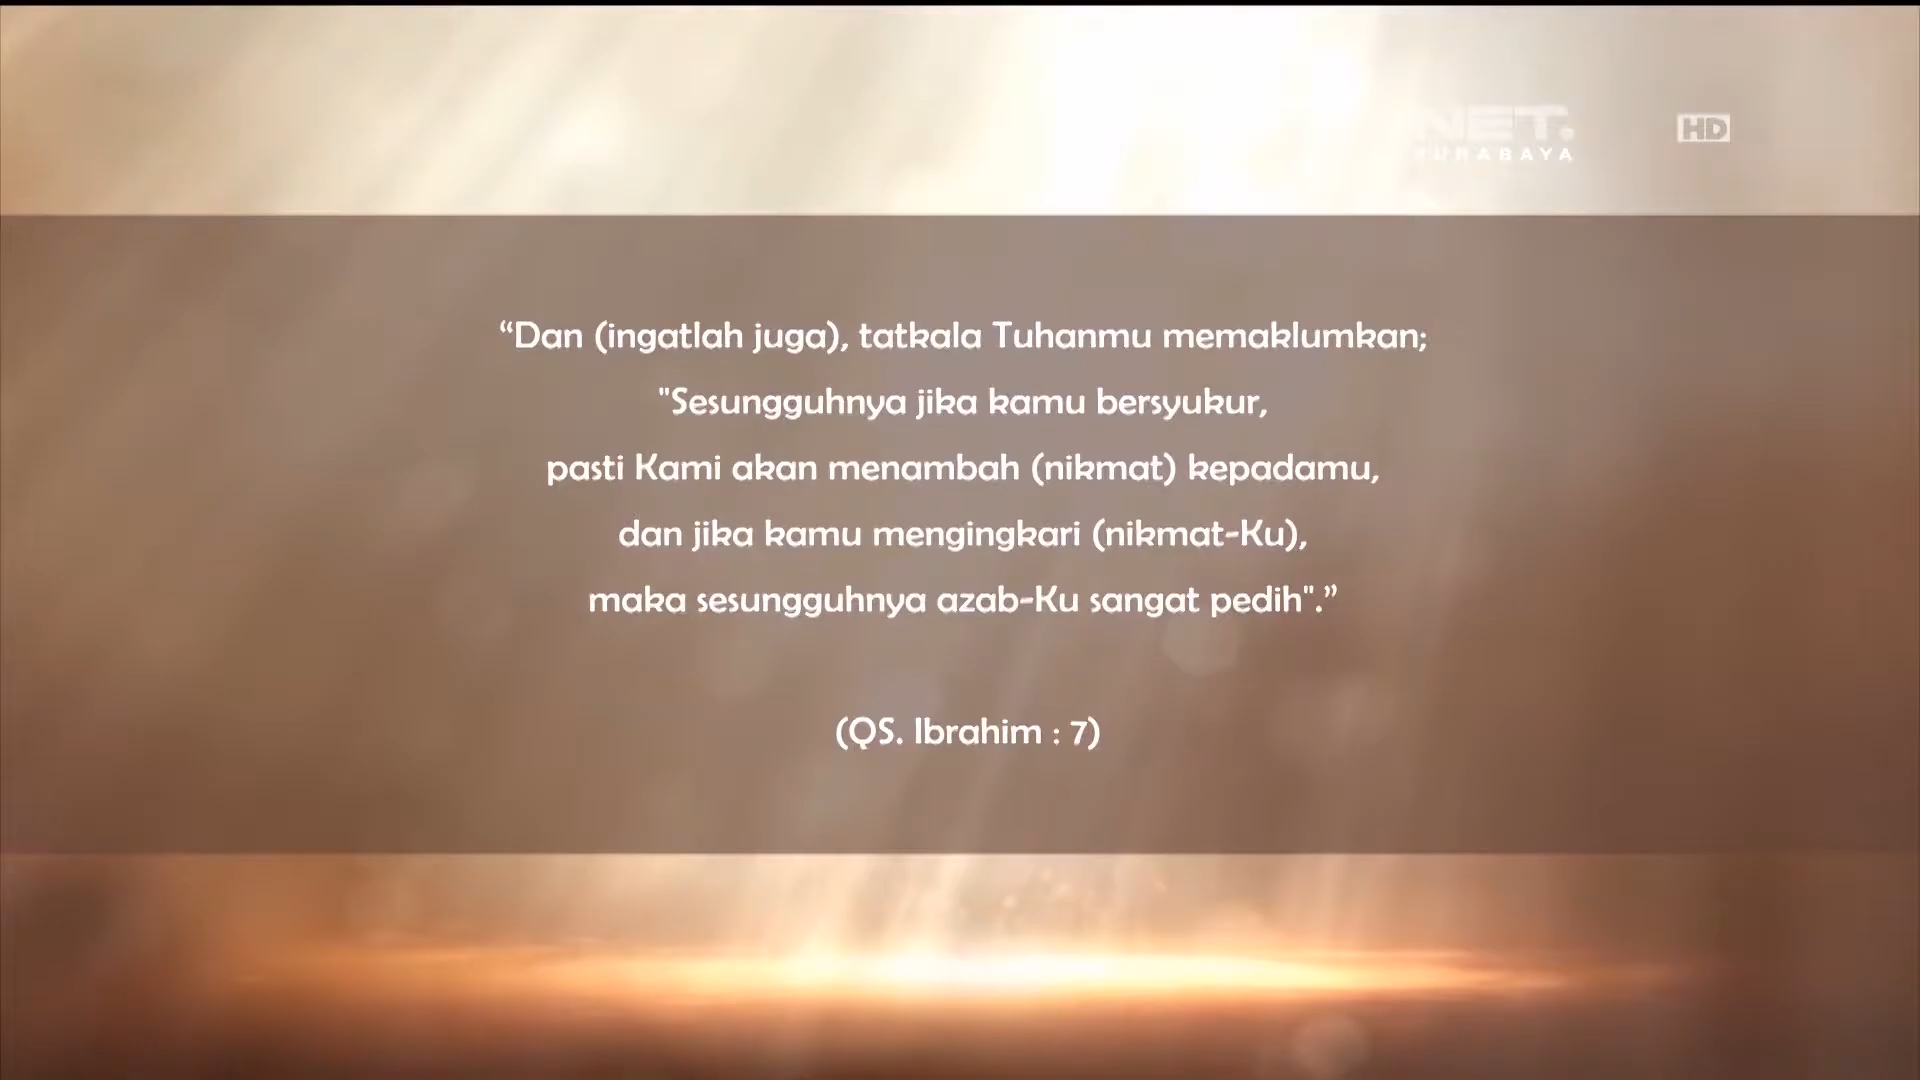 NET.
SURABAYA
HD
“Dan (ingatlah juga), tatkala Tuhanmu memaklumkan;
"Sesungguhnya jika kamu bersyukur,
pasti Kami akan menambah (nikmat) kepadamu,
dan jika kamu mengingkari (nikmat-Ku),
maka sesungguhnya azab-Ku sangat pedih".”
(QS. Ibrahim : 7)